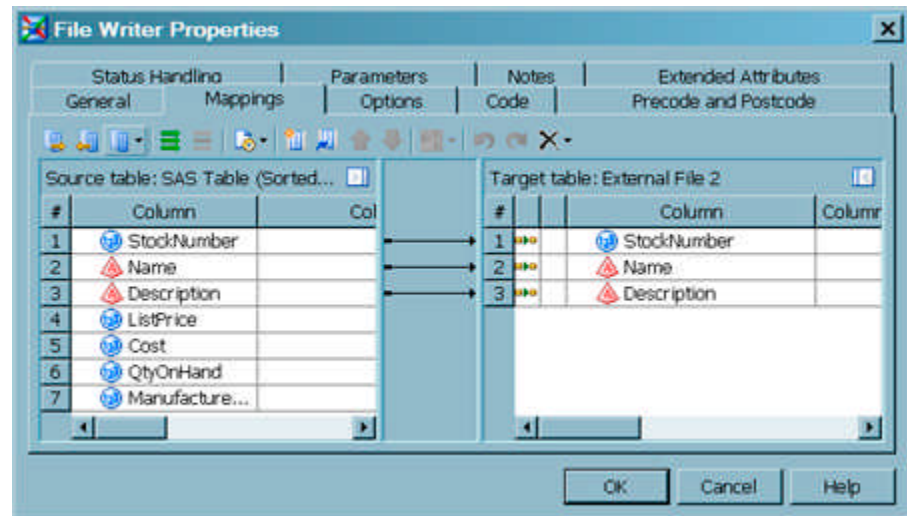 File Writer Properties
Status Handling Parameters Notes Extended Attributes
General Mappings Options Code Precode and Postcode
Source table: SAS Table (Sorted... Target table: External File 2
# Column Col # Column Columr
1 StockNumber 1 StockNumber
2 Name 2 Name
3 Description 3 Description
4 ListPrice
5 Cost
6 QtyOnHand
7 Manufacture...
OK Cancel Help